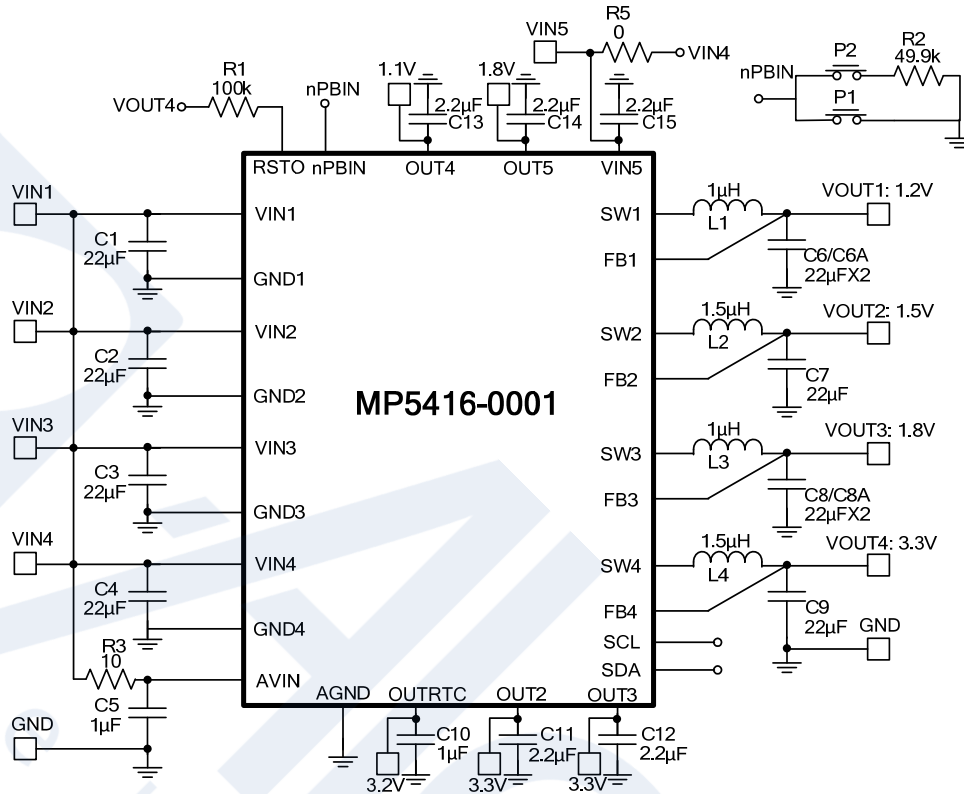 R5
0
VIN5
VIN4
R1
100k
VOUT4
nPBIN
1.1V
2.2µF
C13
1.8V
2.2µF
C14
2.2µF
C15
P2
R2
49.9k
nPBIN
P1
RSTO
nPBIN
OUT4
OUT5
VIN5
VIN1
C1
22µF
VIN1
GND1
VIN2
C2
22µF
VIN2
GND2
VIN3
C3
22µF
VIN3
GND3
VIN4
C4
22µF
VIN4
GND4
R3
10
AVIN
C5
1µF
GND
MP5416-0001
SW1
1µH
L1
VOUT1: 1.2V
FB1
C6/C6A
22µFX2
SW2
1.5µH
L2
VOUT2: 1.5V
FB2
C7
22µF
SW3
1µH
L3
VOUT3: 1.8V
FB3
C8/C8A
22µFX2
SW4
1.5µH
L4
VOUT4: 3.3V
FB4
C9
22µF
GND
SCL
SDA
AGND
OUTRTC
OUT2
OUT3
C10
1µF
3.2V
C11
2.2µF
3.3V
C12
2.2µF
3.3V